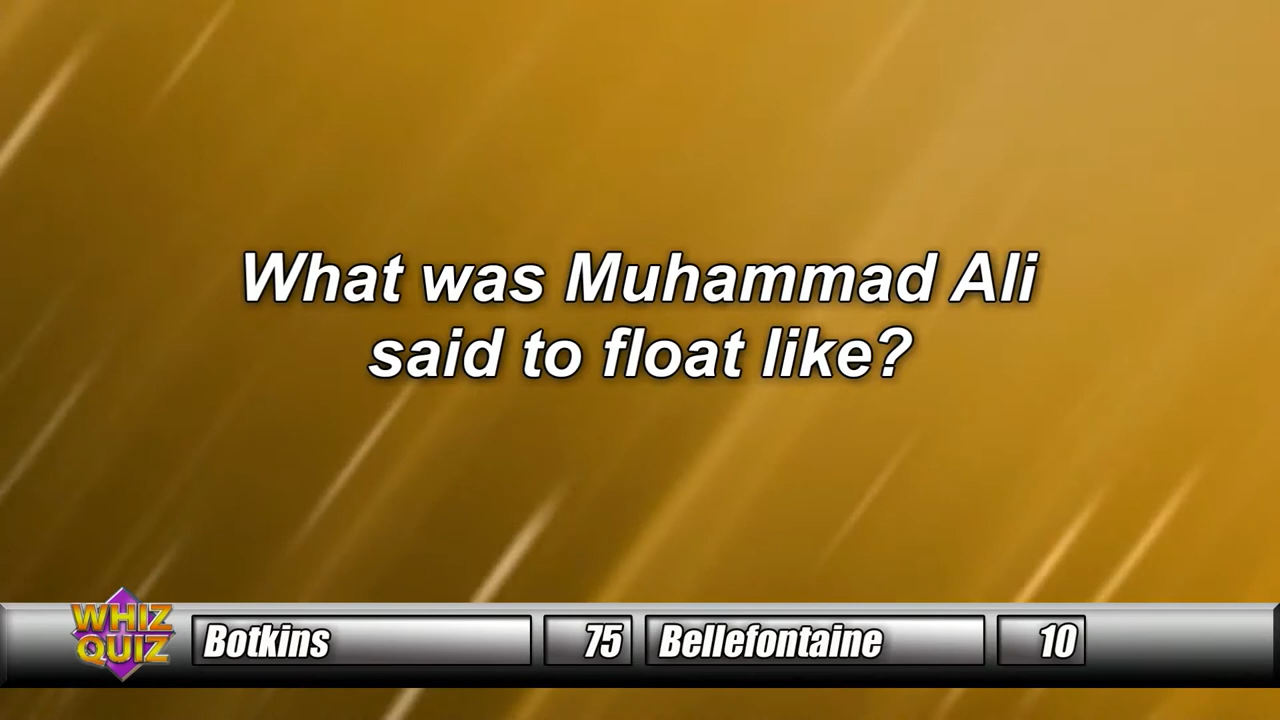 What was Muhammad Ali
said to float like?
WHIZ
QUIZ
Botkins 75 Bellefontaine 10